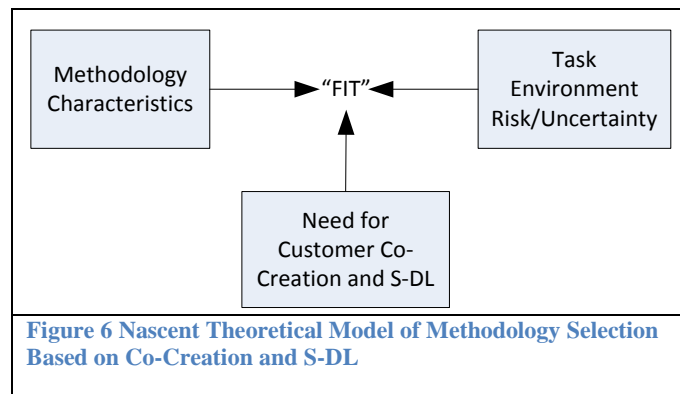 Methodology
Characteristics
“FIT”
Task
Environment
Risk/Uncertainty
Need for
Customer Co-
Creation and S-DL
Figure 6 Nascent Theoretical Model of Methodology Selection
Based on Co-Creation and S-DL